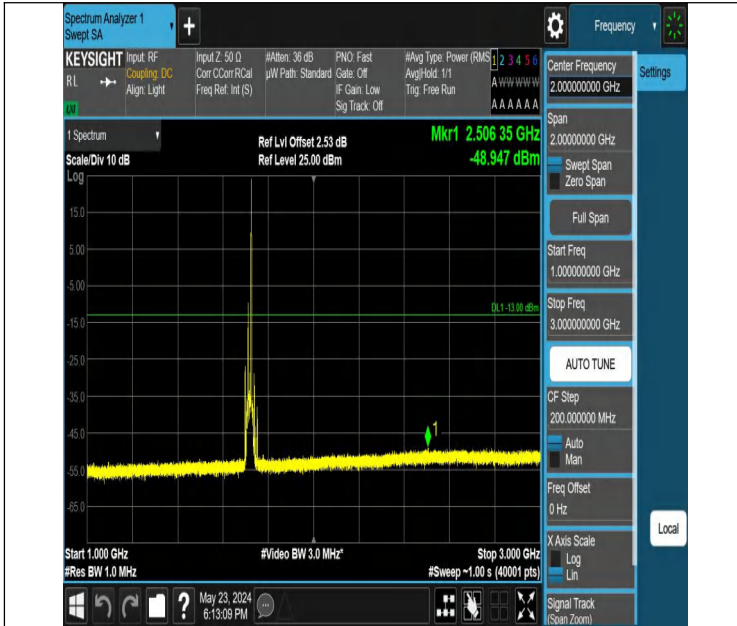 Spectrum Analyzer 1
Swept SA
+
Frequency
KEYSIGHT
RL
Input: RF
Coupling: DC
Align: Light
Input Z: 50 Ω
Corr CCorr RCal
Freq Ref: Int (S)
#Atten: 36 dB
µW Path: Standard
PNO: Fast
Gate: Off
IF Gain: Low
Sig Track: Off
#Avg Type: Power (RMS
Avg|Hold: 1/1
Trig: Free Run
1 2 3 4 5 6
A W W W W W
A A A A A A
1 Spectrum
Scale/Div 10 dB
Log
Ref Lvl Offset 2.53 dB
Ref Level 25.00 dBm
Mkr1 2.506 35 GHz
-48.947 dBm
15.0
5.00
-5.00
DL1 -13.00 dBm
-15.0
-25.0
-35.0
-45.0
1
-55.0
-65.0
Start 1.000 GHz
#Res BW 1.0 MHz
#Video BW 3.0 MHz*
Stop 3.000 GHz
#Sweep ~1.00 s (40001 pts)
?
May 23, 2024
6:13:09 PM
Center Frequency
2.000000000 GHz
Settings
Span
2.00000000 GHz
Swept Span
Zero Span
Full Span
Start Freq
1.000000000 GHz
Stop Freq
3.000000000 GHz
AUTO TUNE
CF Step
200.000000 MHz
Auto
Man
Freq Offset
0 Hz
Local
X Axis Scale
Log
Lin
Signal Track
(Span Zoom)